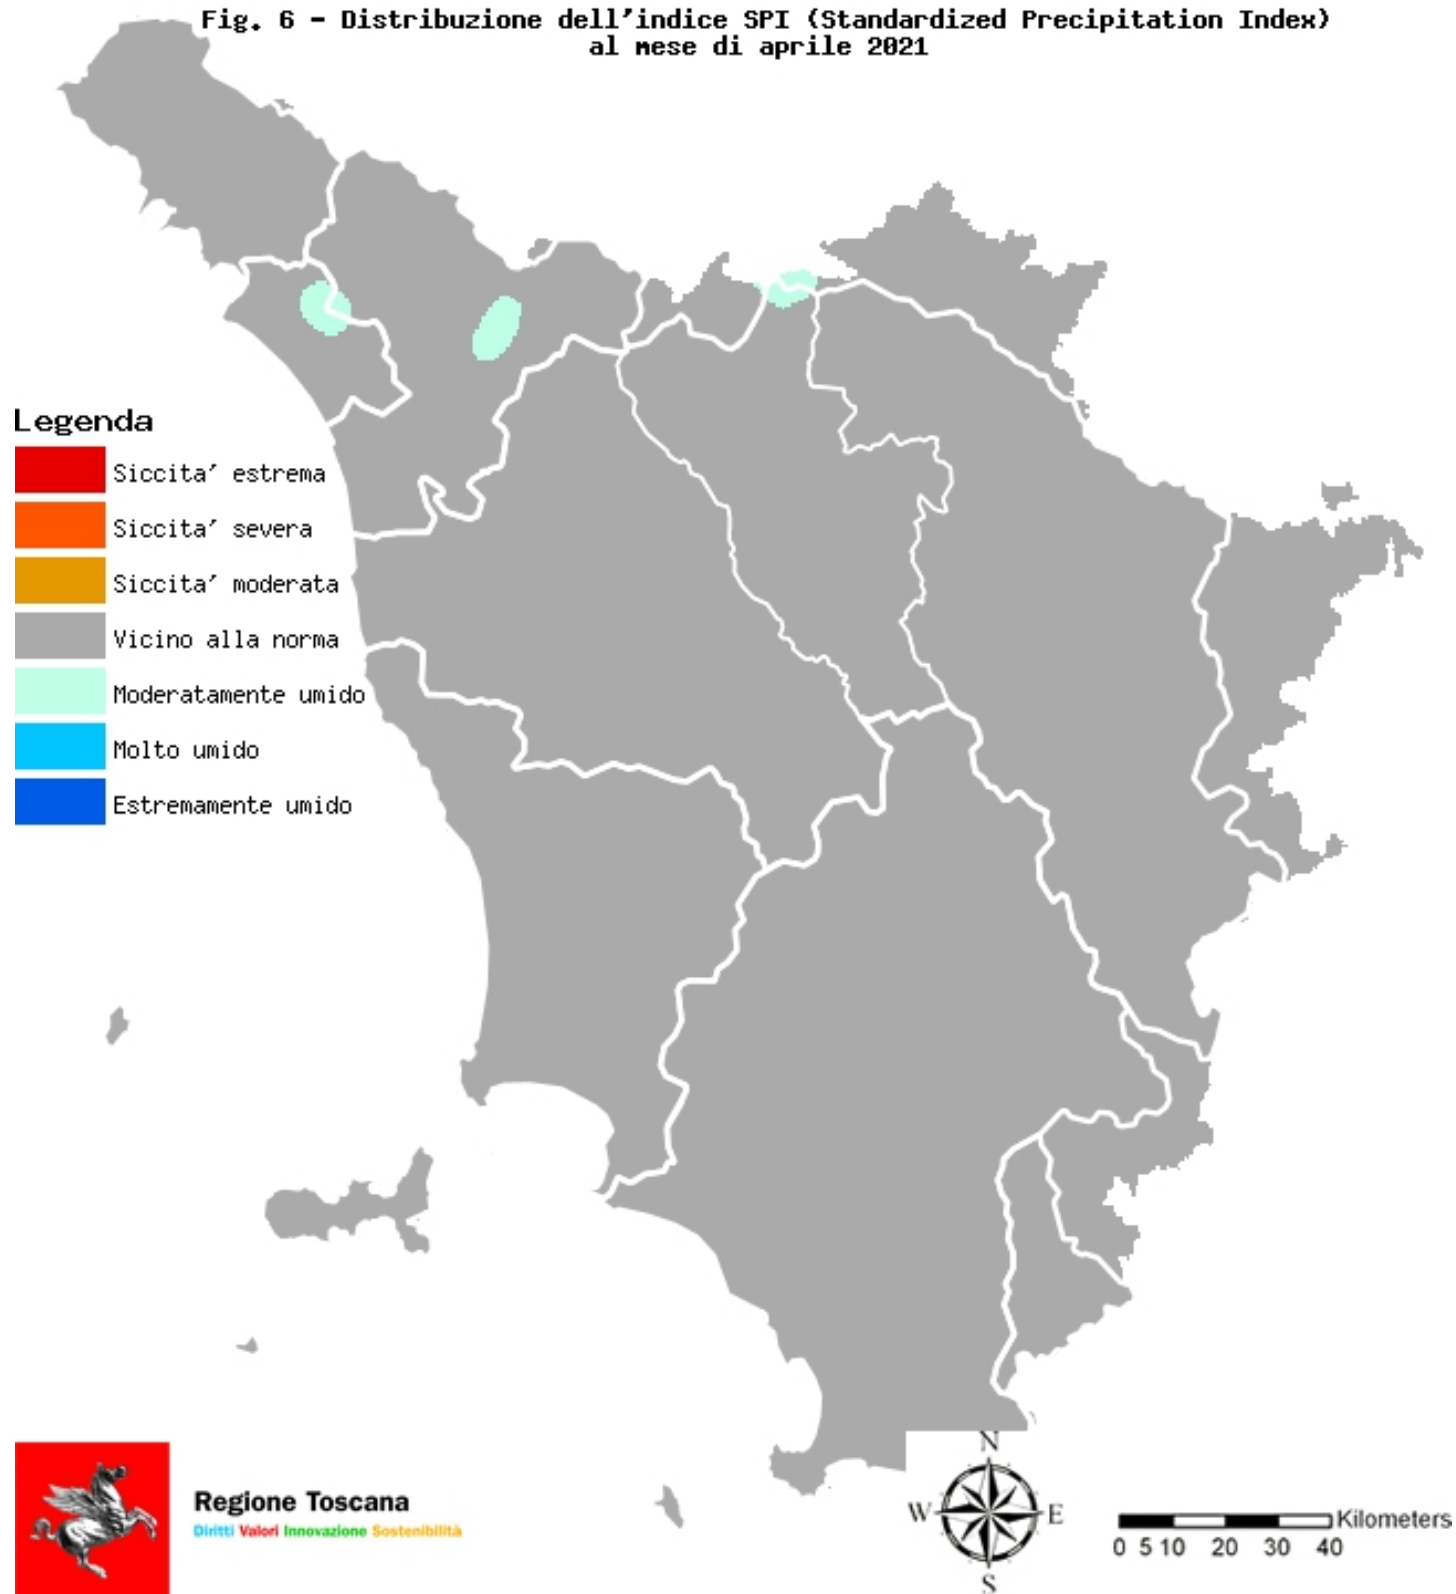 Fig. 6 - Distribuzione dell'indice SPI (Standardized Precipitation Index)
al mese di aprile 2021
Legenda
Siccita' estrema
Siccita' severa
Siccita' moderata
Vicino alla norma
Moderatamente umido
Molto umido
Estremamente umido
Regione Toscana
Diritti Valori Innovazione Sostenibilità
N
W E
S
Kilometers
0 5 10 20 30 40